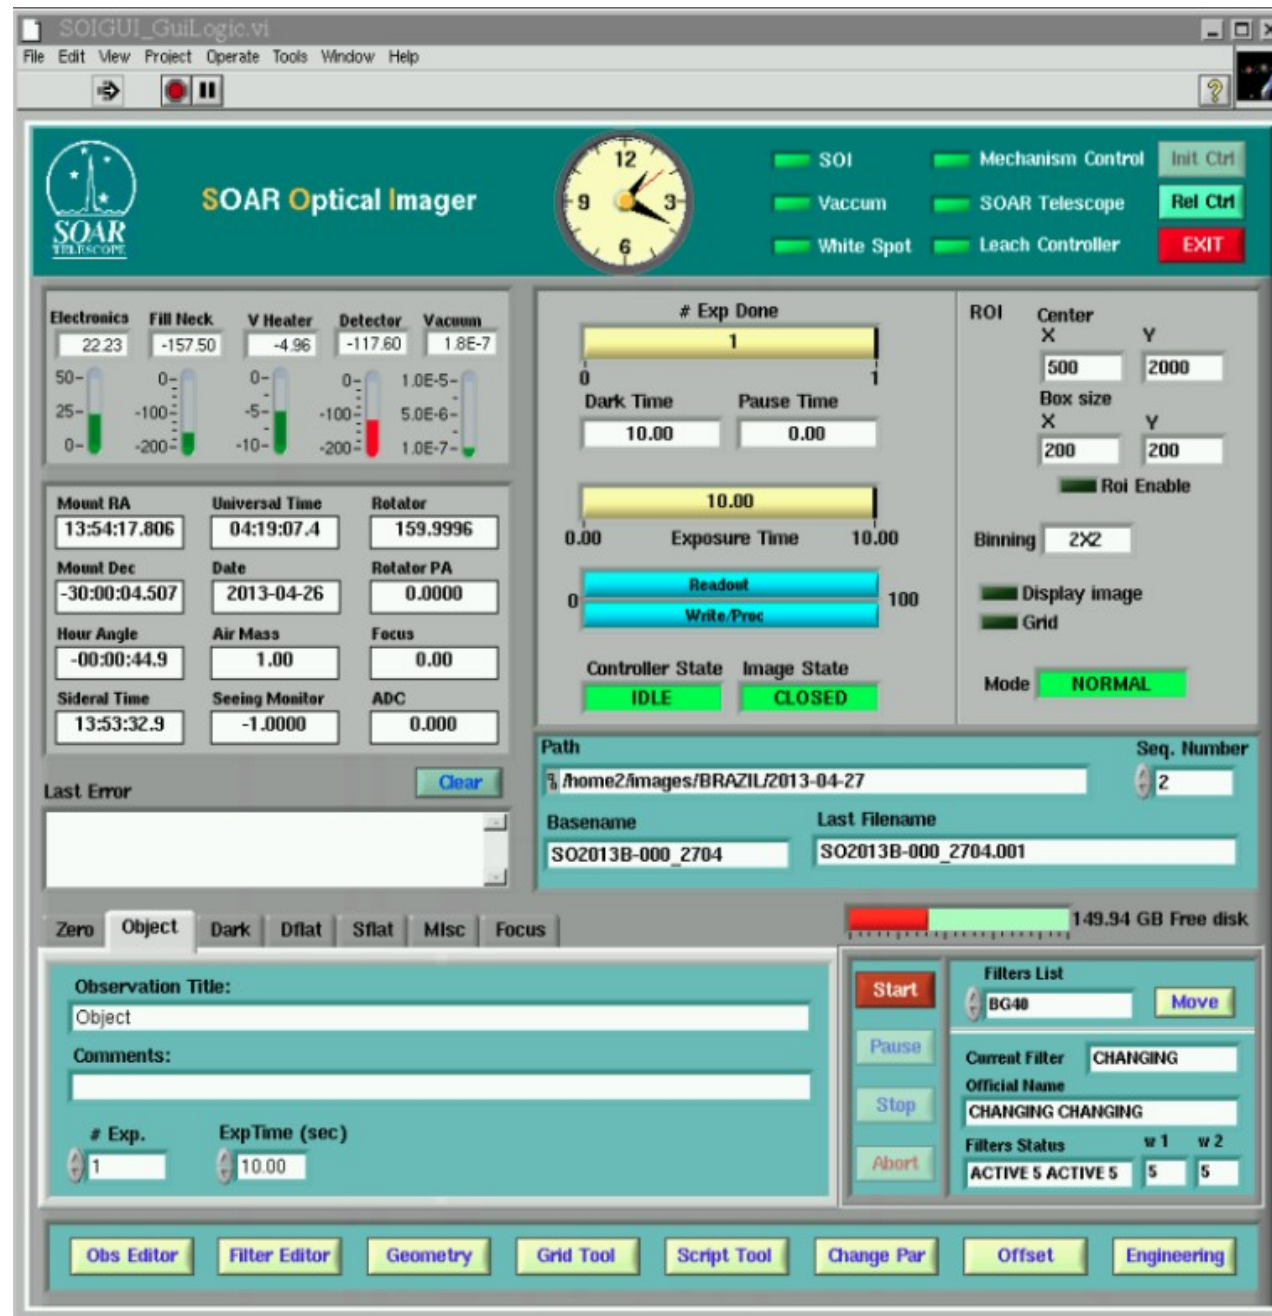 SOIGUI_GuiLogic.vi
File Edit View Project Operate Tools Window Help
SOAR
TELESCOPE
SOAR Optical Imager
12
9 3
6
SOI Mechanism Control Init Ctrl
Vaccum SOAR Telescope Rel Ctrl
White Spot Leach Controller EXIT
Electronics Fill Neck V Heater Detector Vacuum
22.23 -157.50 -4.96 -117.60 1.8E-7
50- 0- 0- 0- 1.0E-5-
25- -100- -5- -100- 5.0E-6-
0- -200- -10- -200- 1.0E-7-
Mount RA Universal Time Rotator
13:54:17.806 04:19:07.4 159.9996
Mount Dec Date Rotator PA
-30:00:04.507 2013-04-26 0.0000
Hour Angle Air Mass Focus
-00:00:44.9 1.00 0.00
Sideral Time Seeing Monitor ADC
13:53:32.9 -1.0000 0.000
Last Error Clear
# Exp Done
1
0 1
Dark Time Pause Time
10.00 0.00
10.00
0.00 Exposure Time 10.00
Readout
0 100
Write/Proc
Controller State Image State
IDLE CLOSED
ROI Center
X Y
500 2000
Box size
X Y
200 200
Roi Enable
Binning 2X2
Display image
Grid
Mode NORMAL
Path Seq. Number
/home2/images/BRAZIL/2013-04-27 2
Basename Last Filename
SO2013B-000_2704 SO2013B-000_2704.001
Zero Object Dark Dflat Sflat Misc Focus
149.94 GB Free disk
Observation Title:
Object
Comments:
# Exp. ExpTime (sec)
1 10.00
Start
Pause
Stop
Abort
Filters List
BG40 Move
Current Filter CHANGING
Official Name
CHANGING CHANGING
Filters Status w 1 w 2
ACTIVE 5 ACTIVE 5 5 5
Obs Editor Filter Editor Geometry Grid Tool Script Tool Change Par Offset Engineering